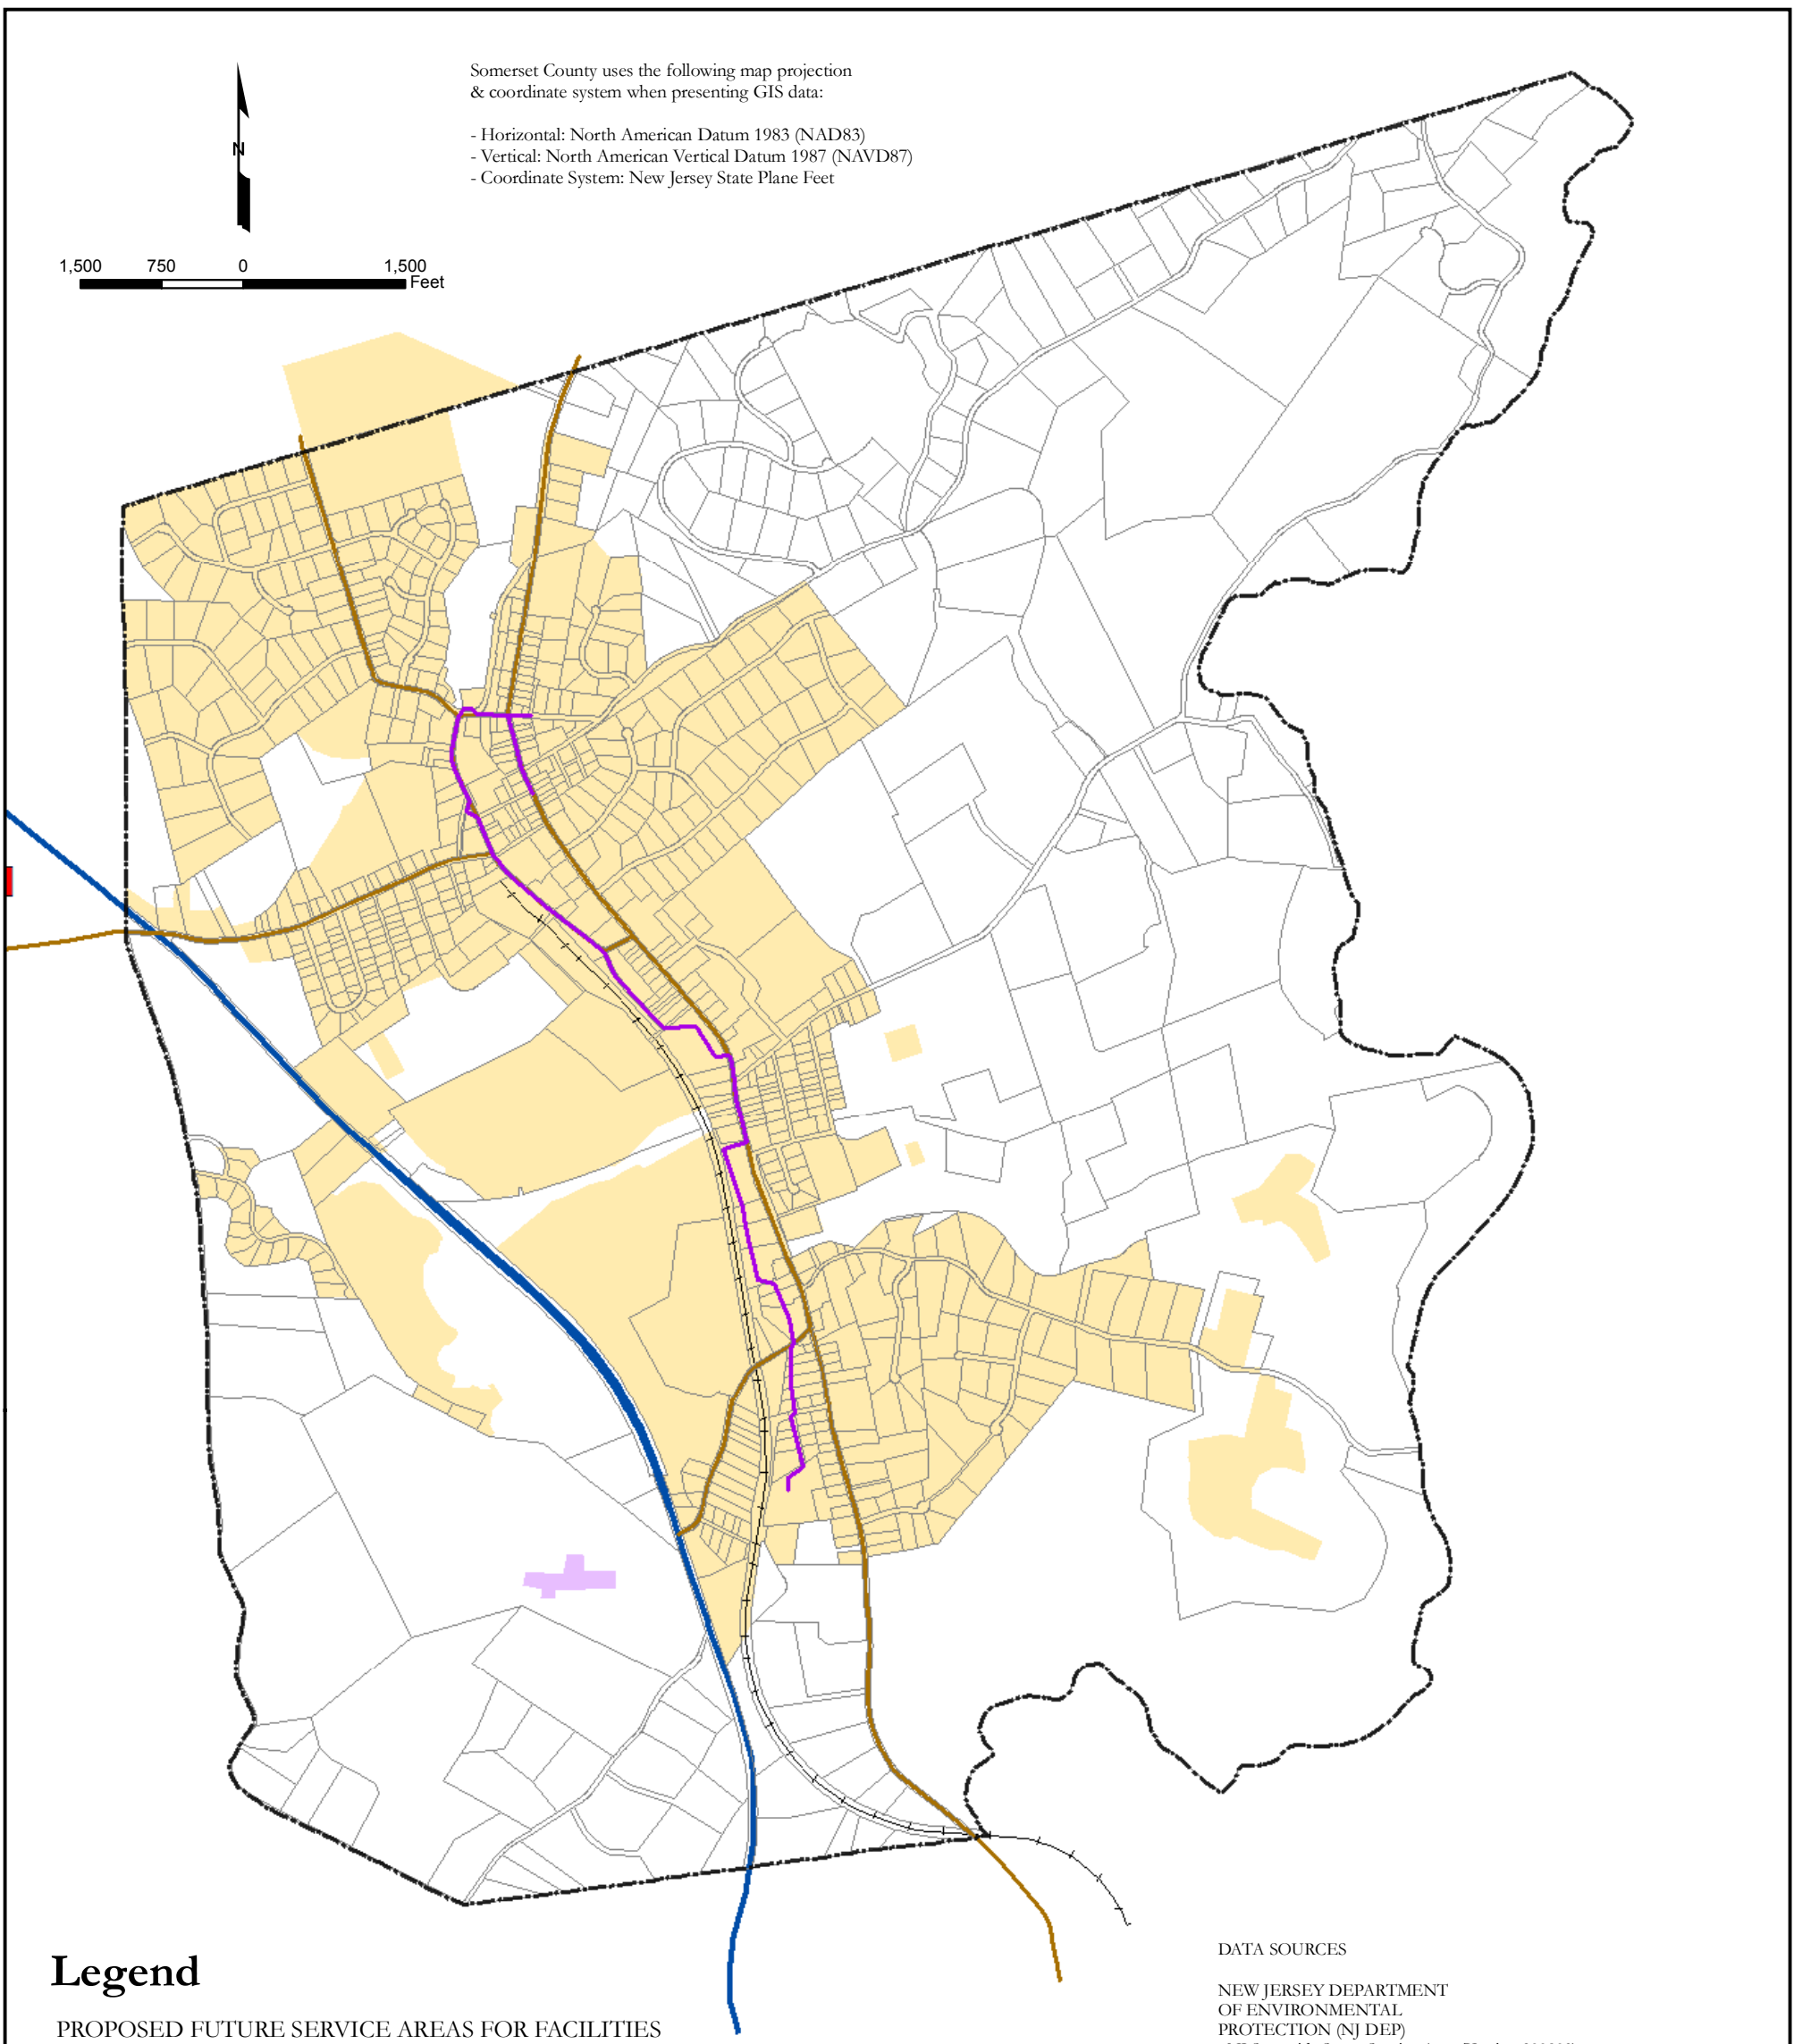 Somerset County uses the following map projection
& coordinate system when presenting GIS data:
- Horizontal: North American Datum 1983 (NAD83)
- Vertical: North American Vertical Datum 1987 (NAVD87)
- Coordinate System: New Jersey State Plane Feet
N
1,500 750 0 1,500
Feet
Legend
PROPOSED FUTURE SERVICE AREAS FOR FACILITIES
DATA SOURCES
NEW JERSEY DEPARTMENT
OF ENVIRONMENTAL
PROTECTION (NJ DEP)